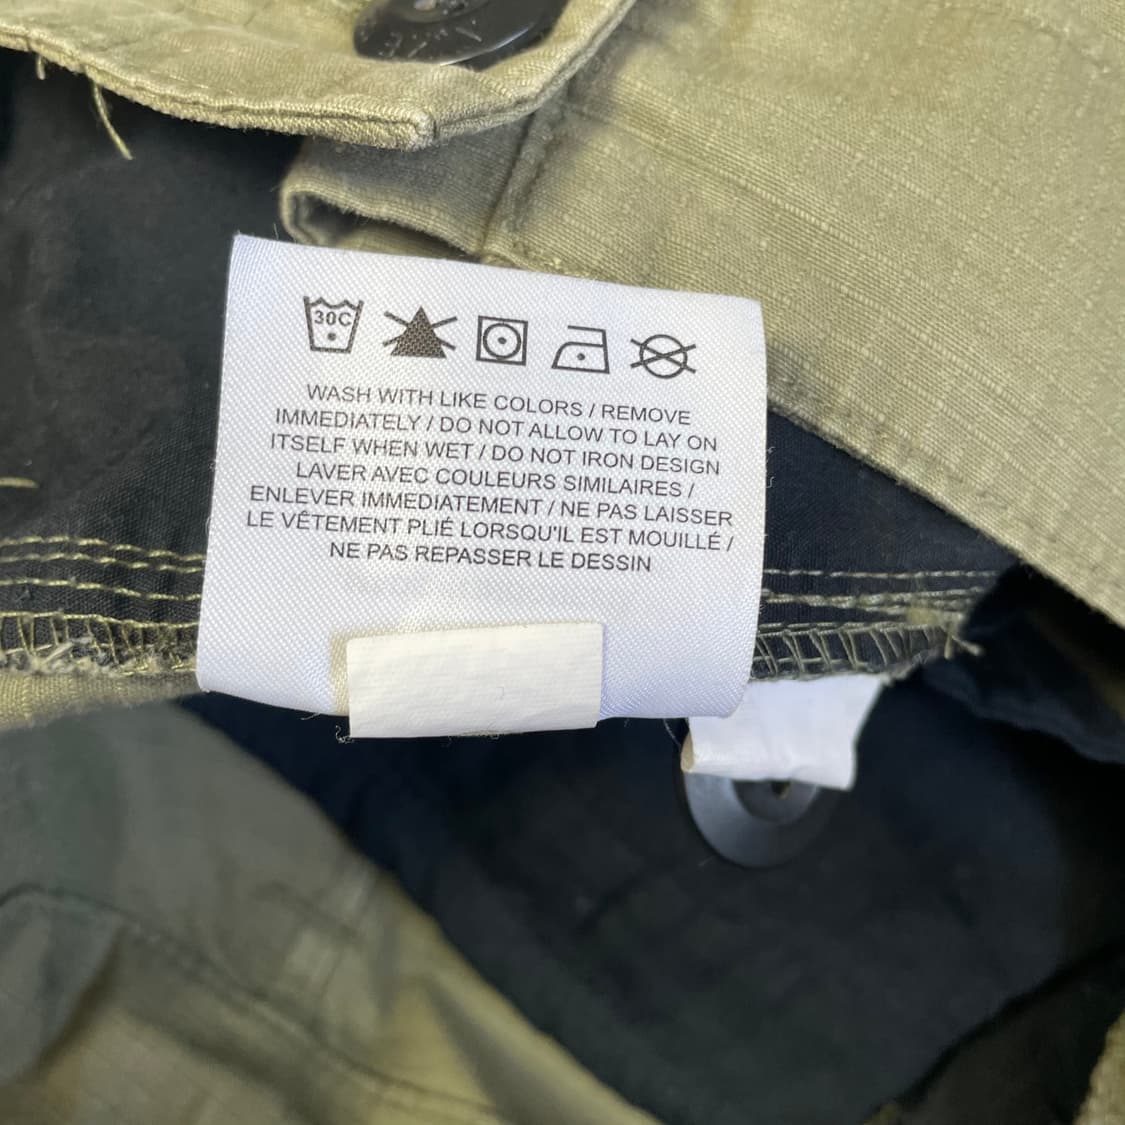 30C
WASH WITH LIKE COLORS / REMOVE
IMMEDIATELY / DO NOT ALLOW TO LAY ON
ITSELF WHEN WET / DO NOT IRON DESIGN
LAVER AVEC COULEURS SIMILAIRES /
ENLEVER IMMEDIATEMENT / NE PAS LAISSER
LE VÊTEMENT PLIÉ LORSQU'IL EST MOUILLÉ /
NE PAS REPASSER LE DESSIN